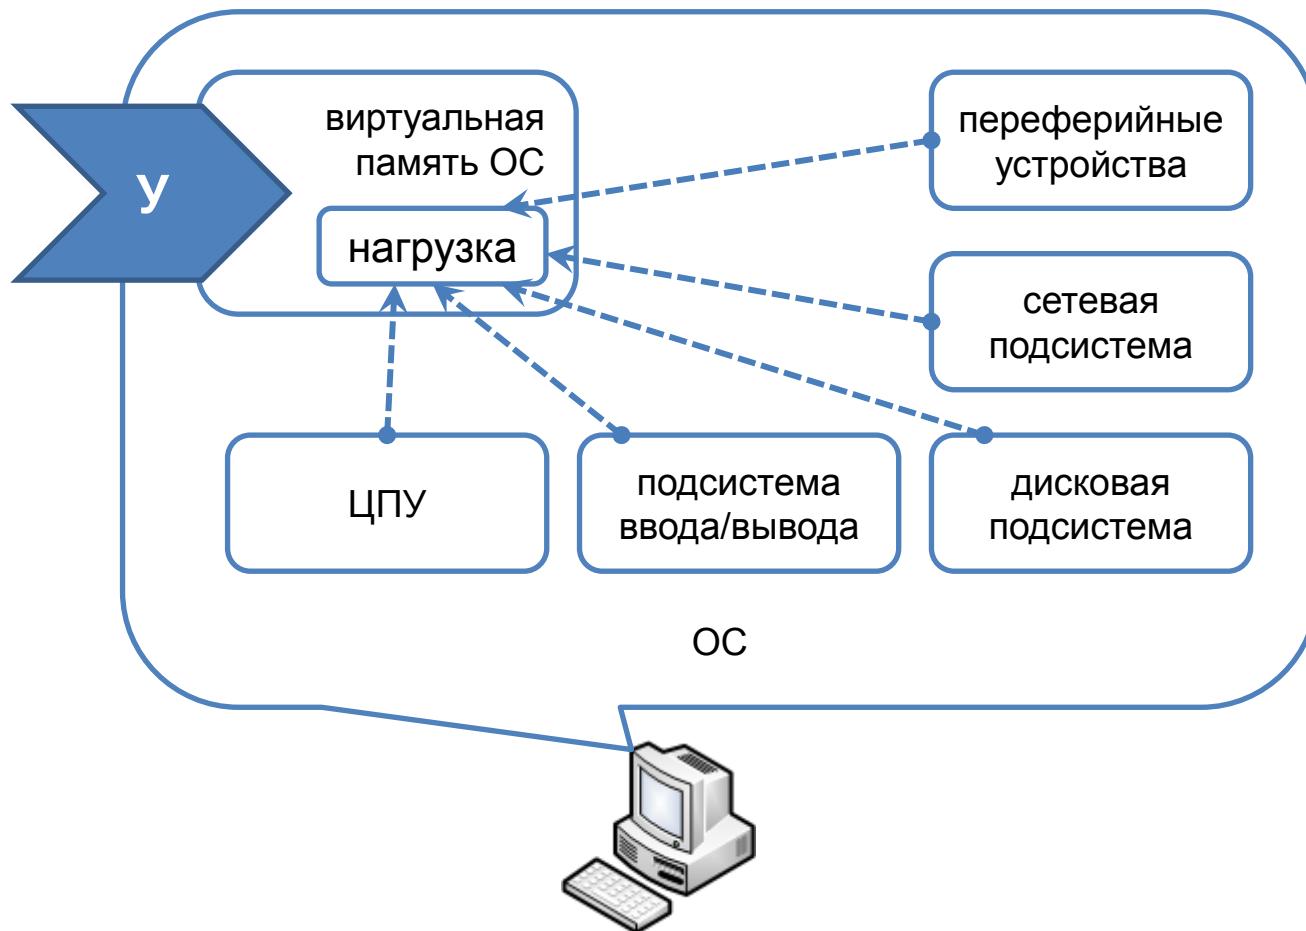 виртуальная
память ОС
У
нагрузка
переферийные
устройства
сетевая
подсистема
ЦПУ
подсистема
ввода/вывода
дисковая
подсистема
ОС